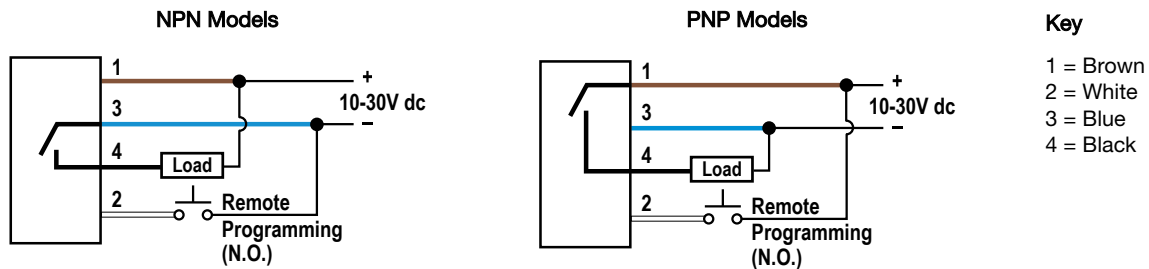 NPN Models
1
+
10-30V dc
3
–
4
Load
2
Remote
Programming
(N.O.)
PNP Models
1
+
10-30V dc
3
–
4
Load
2
Remote
Programming
(N.O.)
Key
1 = Brown
2 = White
3 = Blue
4 = Black